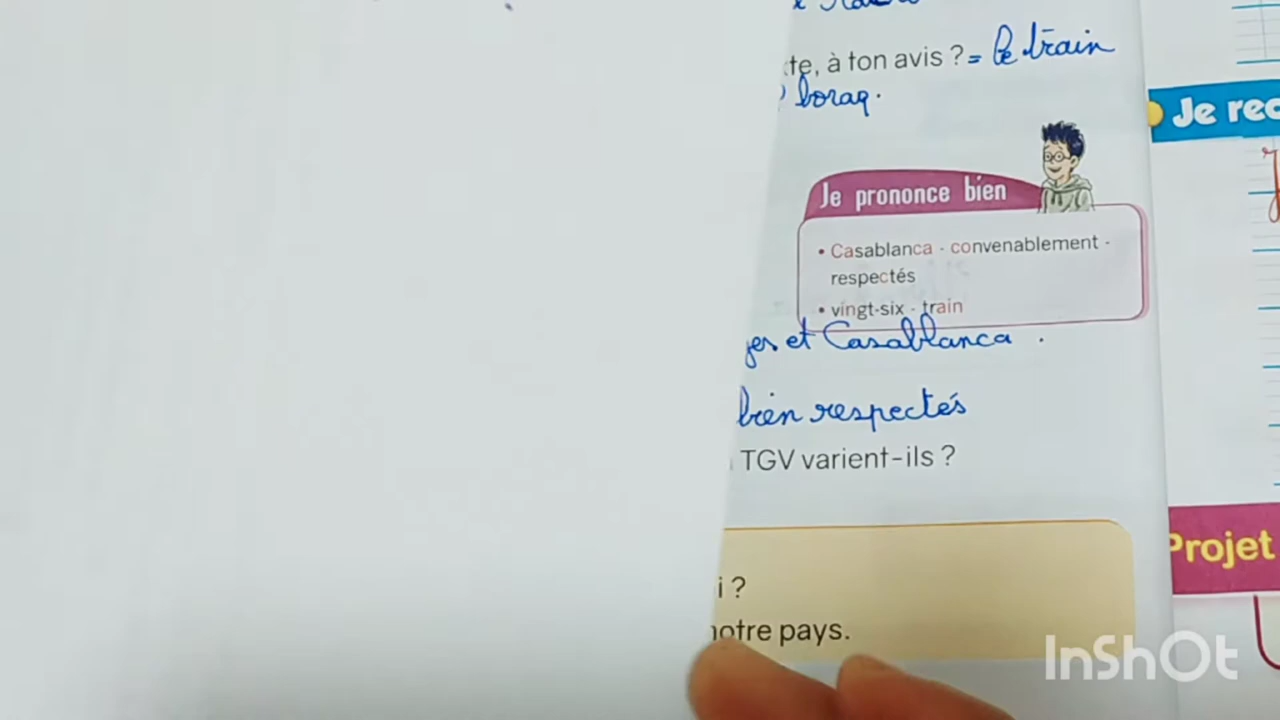 te, à ton avis ? = Le train
boraq.
Je rec
Je prononce bien
• Casablanca - convenablement -
respectés
• vingt-six - train
et Casablanca.
bien respectés
TGV varient-ils ?
Projet
i ?
notre pays.
InShOt